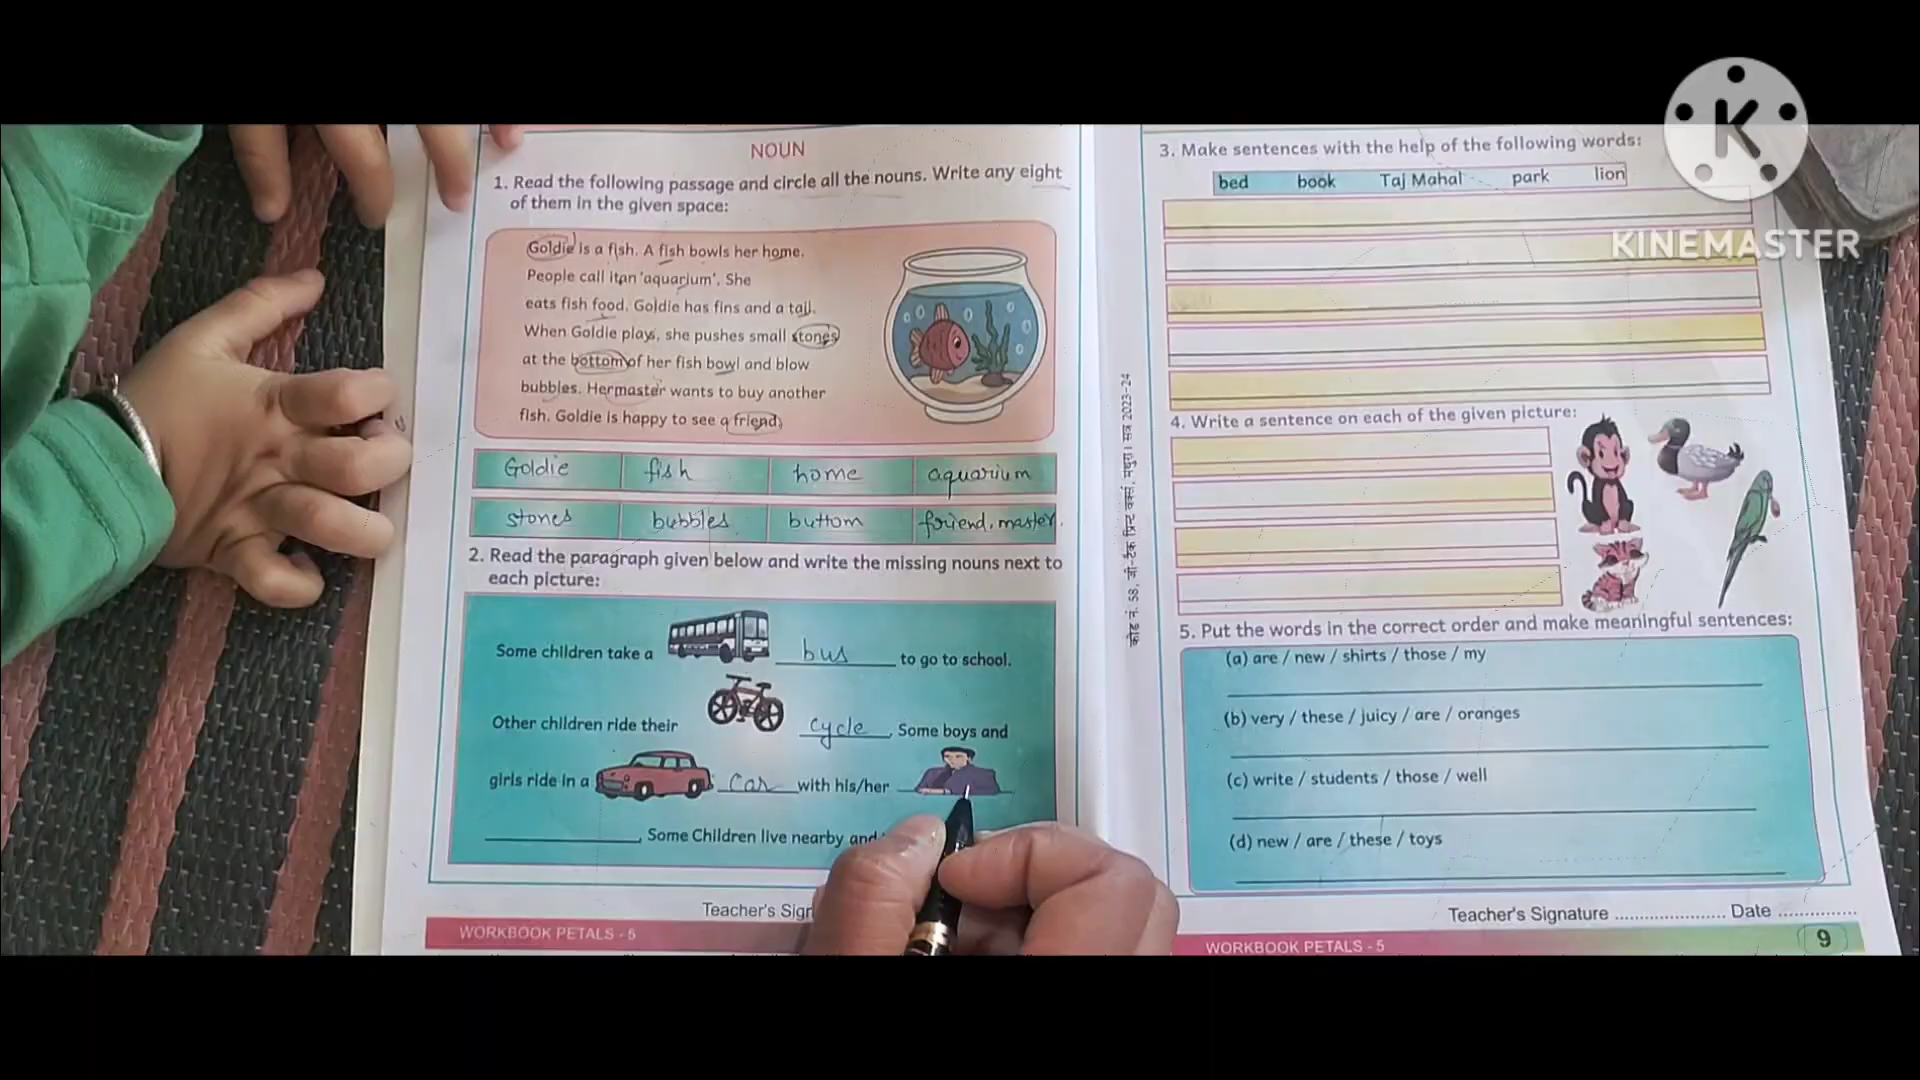 NOUN
1. Read the following passage and circle all the nouns. Write any eight
of them in the given space:
Goldie is a fish. A fish bowls her home.
People call itan 'aquarium'. She
eats fish food. Goldie has fins and a tail.
When Goldie plays, she pushes small stones
at the bottom of her fish bowl and blow
bubbles. Hermaster wants to buy another
fish. Goldie is happy to see a friend.
Goldie fish home aquarium
stones bubbles buttom friend, master.
2. Read the paragraph given below and write the missing nouns next to
each picture:
Some children take a bus to go to school.
Other children ride their cycle. Some boys and
girls ride in a car with his/her
Some Children live nearby and
Teacher's
WORKBOOK PETALS - 5
कोड नं. 58, जी-टैक प्रिन्ट वर्क्स, मथुरा। सत्र 2023-24
3. Make sentences with the help of the following words:
bed book Taj Mahal park lion
4. Write a sentence on each of the given picture:
5. Put the words in the correct order and make meaningful sentences:
(a) are / new / shirts / those / my
(b) very / these / juicy / are / oranges
(c) write / students / those / well
(d) new / are / these / toys
Teacher's Signature ...................... Date ...............
WORKBOOK PETALS - 5
9
K
KINEMASTER